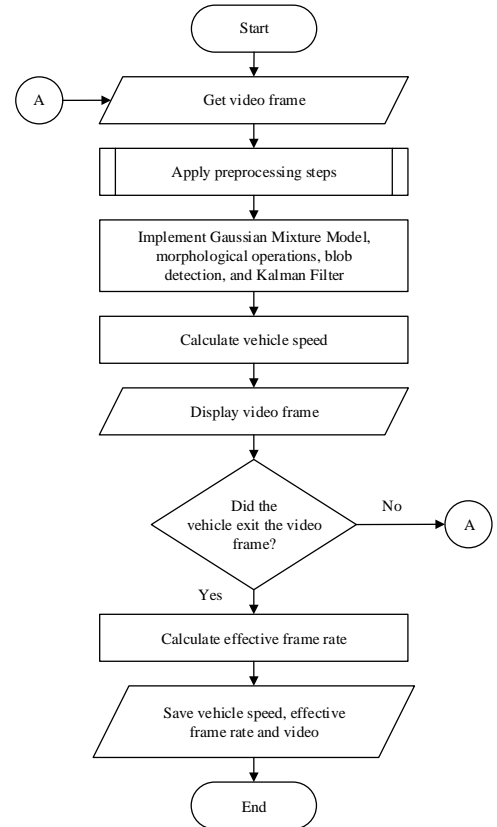 Start
A
Get video frame
Apply preprocessing steps
Implement Gaussian Mixture Model,
morphological operations, blob
detection, and Kalman Filter
Calculate vehicle speed
Display video frame
Did the
vehicle exit the video
frame?
No
A
Yes
Calculate effective frame rate
Save vehicle speed, effective
frame rate and video
End